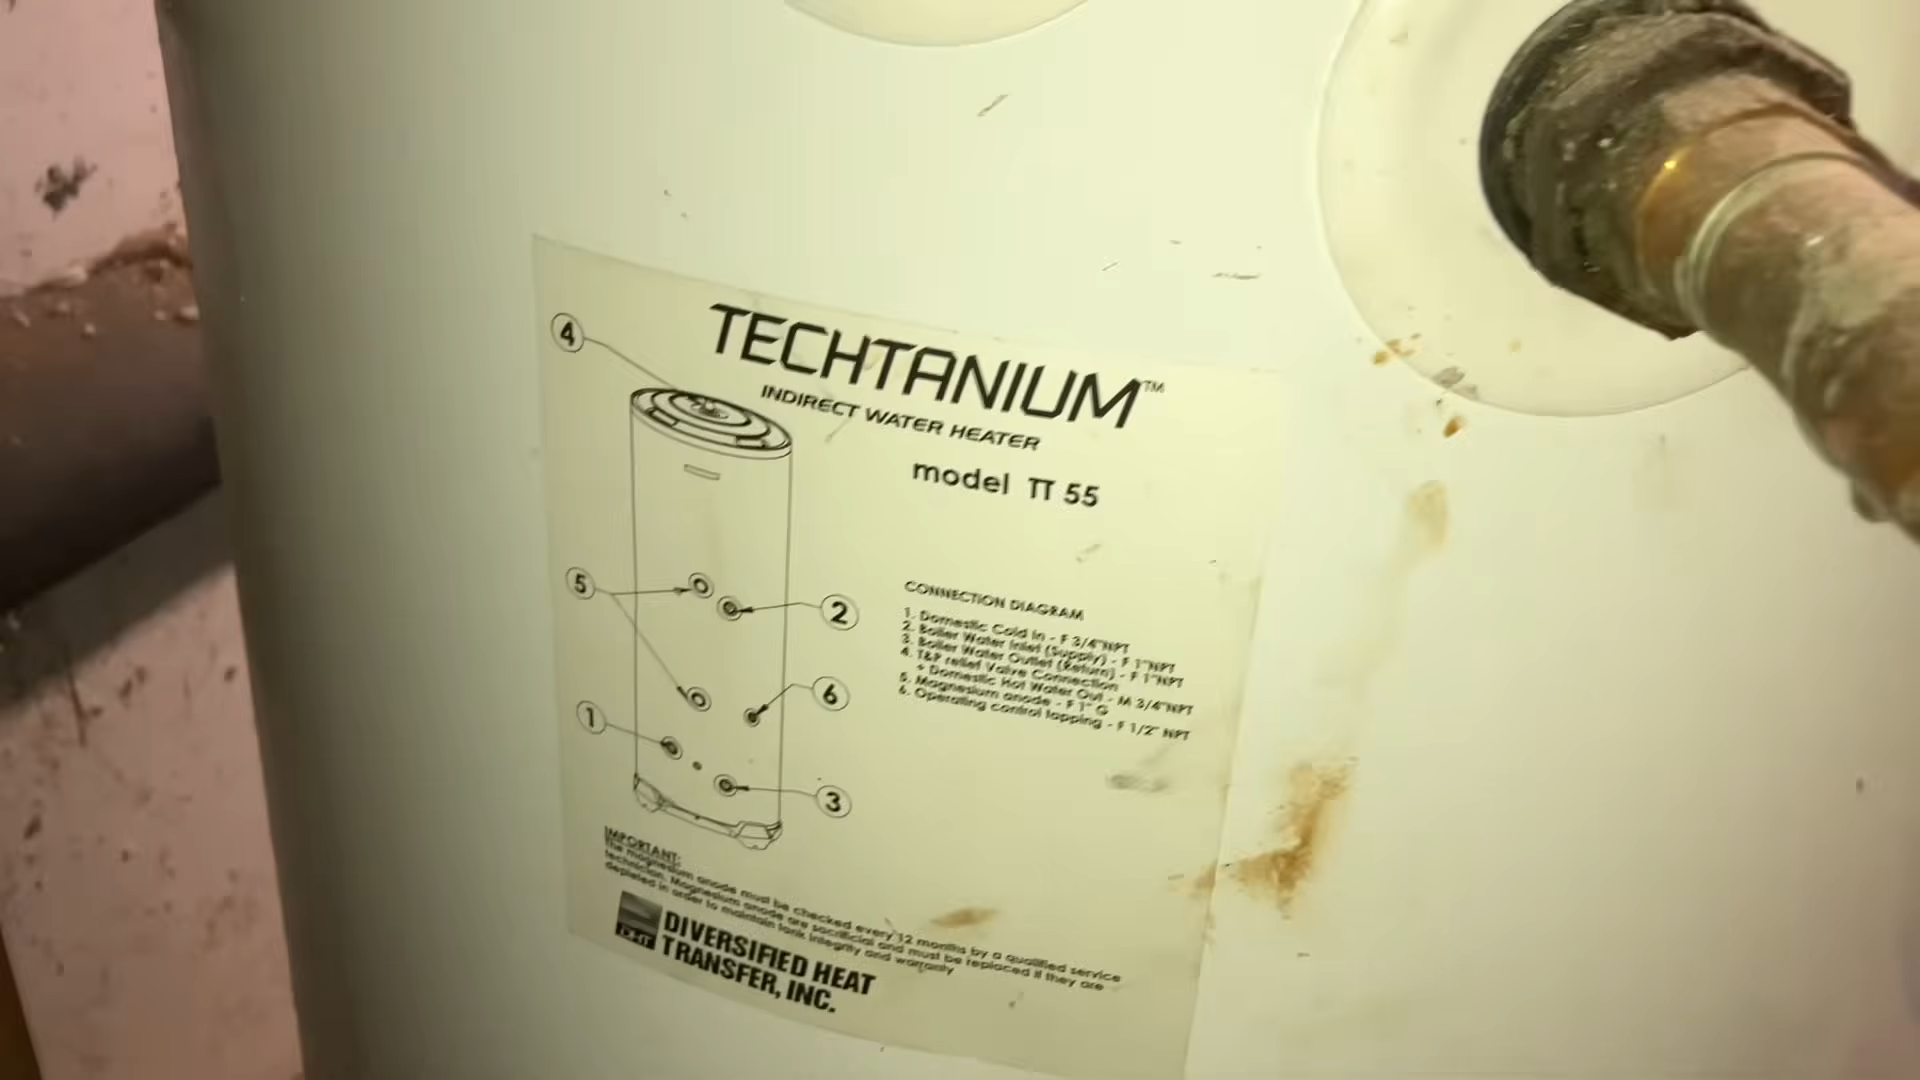 TECHTANIUM™
INDIRECT WATER HEATER
model TT 55
4
5
2
6
1
3
CONNECTION DIAGRAM
1. Domestic Cold In - F 3/4"NPT
2. Boiler Water Inlet (Supply) - F 1"NPT
3. Boiler Water Outlet (Return) - F 1"NPT
4. T&P relief Valve Connection
+ Domestic Hot Water Out - M 3/4"NPT
5. Magnesium anode - F 1" G
6. Operating control tapping - F 1/2" NPT
IMPORTANT:
The magnesium anode must be checked every 12 months by a qualified service
technician. Magnesium anode are sacrificial and must be replaced if they are
depleted in order to maintain tank integrity and warranty
DHT
DIVERSIFIED HEAT
TRANSFER, INC.